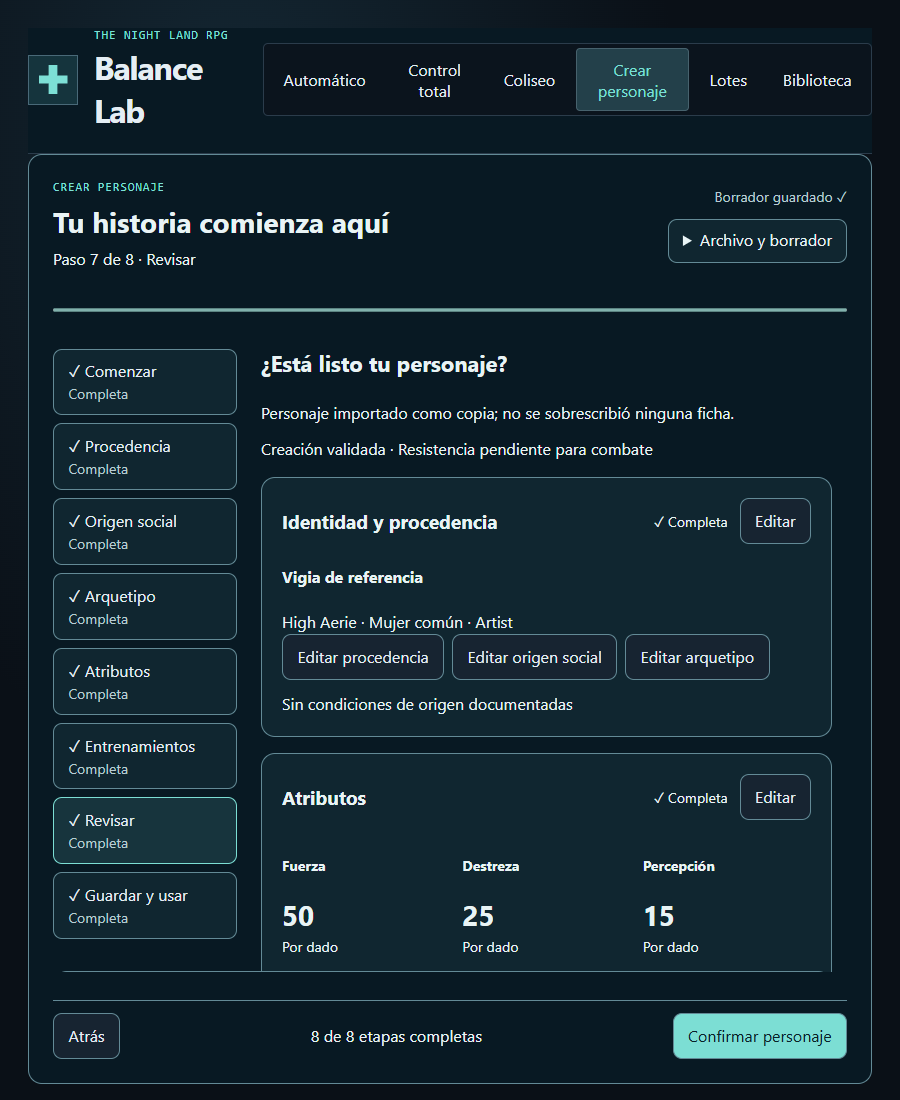 THE NIGHT LAND RPG
Balance
Lab
Automático
Control
total
Coliseo
Crear
personaje
Lotes
Biblioteca
CREAR PERSONAJE
Tu historia comienza aquí
Paso 7 de 8 · Revisar
Borrador guardado ✓
▶ Archivo y borrador
✓ Comenzar
Completa
✓ Procedencia
Completa
✓ Origen social
Completa
✓ Arquetipo
Completa
✓ Atributos
Completa
✓ Entrenamientos
Completa
✓ Revisar
Completa
✓ Guardar y usar
Completa
¿Está listo tu personaje?
Personaje importado como copia; no se sobrescribió ninguna ficha.
Creación validada · Resistencia pendiente para combate
Identidad y procedencia
✓ Completa
Editar
Vigia de referencia
High Aerie · Mujer común · Artist
Editar procedencia
Editar origen social
Editar arquetipo
Sin condiciones de origen documentadas
Atributos
✓ Completa
Editar
Fuerza
50
Por dado
Destreza
25
Por dado
Percepción
15
Por dado
Atrás
8 de 8 etapas completas
Confirmar personaje